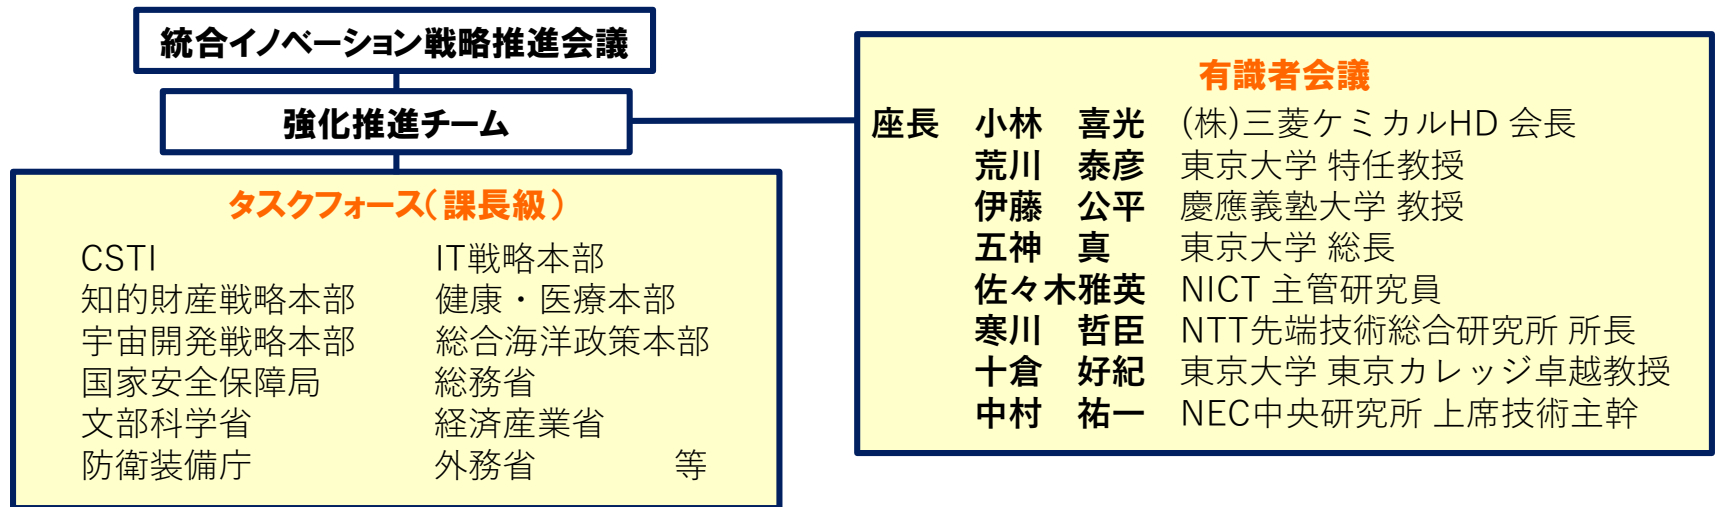 統合イノベーション戦略推進会議
強化推進チーム
タスクフォース(課長級)
CSTI IT戦略本部
知的財産戦略本部 健康・医療本部
宇宙開発戦略本部 総合海洋政策本部
国家安全保障局 総務省
文部科学省 経済産業省
防衛装備庁 外務省 等
有識者会議
座長 小林 喜光 (株)三菱ケミカルHD 会長
荒川 泰彦 東京大学 特任教授
伊藤 公平 慶應義塾大学 教授
五神 真 東京大学 総長
佐々木雅英 NICT 主管研究員
寒川 哲臣 NTT先端技術総合研究所 所長
十倉 好紀 東京大学 東京カレッジ卓越教授
中村 祐一 NEC中央研究所 上席技術主幹